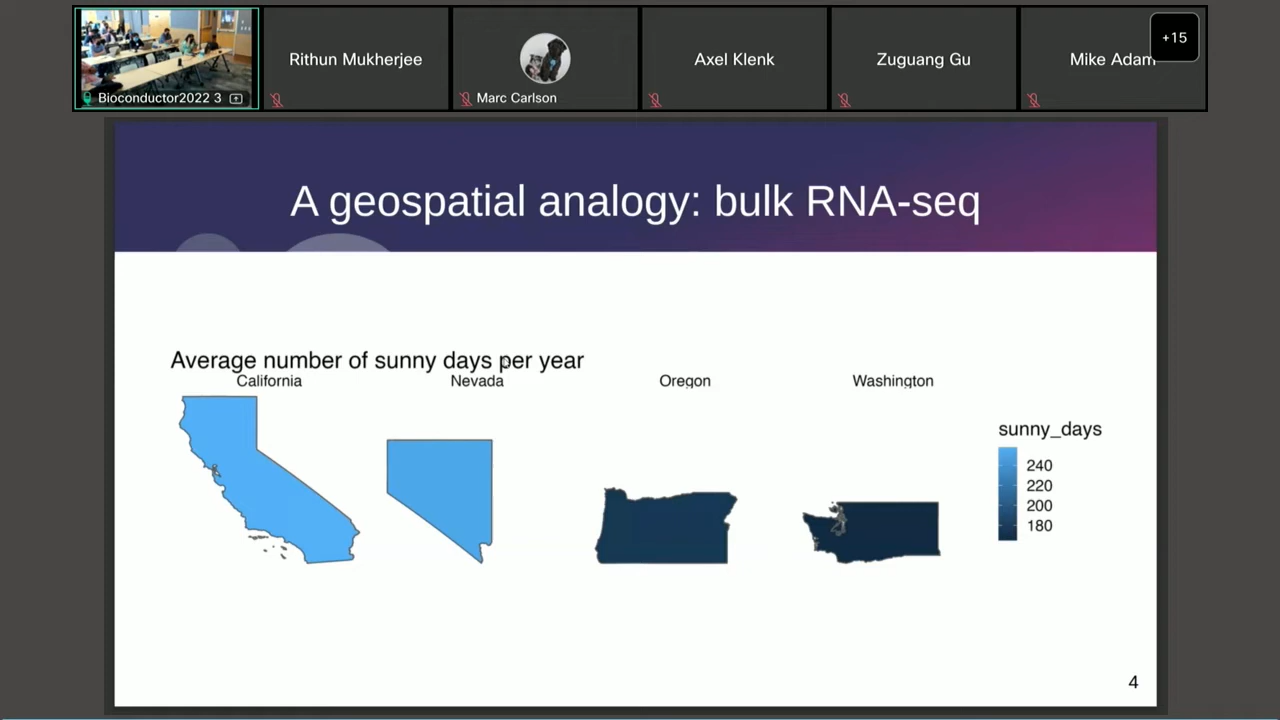 Bioconductor2022 3
Rithun Mukherjee
Marc Carlson
Axel Klenk
Zuguang Gu
Mike Adam
+15
A geospatial analogy: bulk RNA-seq
Average number of sunny days per year
California
Nevada
Oregon
Washington
sunny_days
240
220
200
180
4